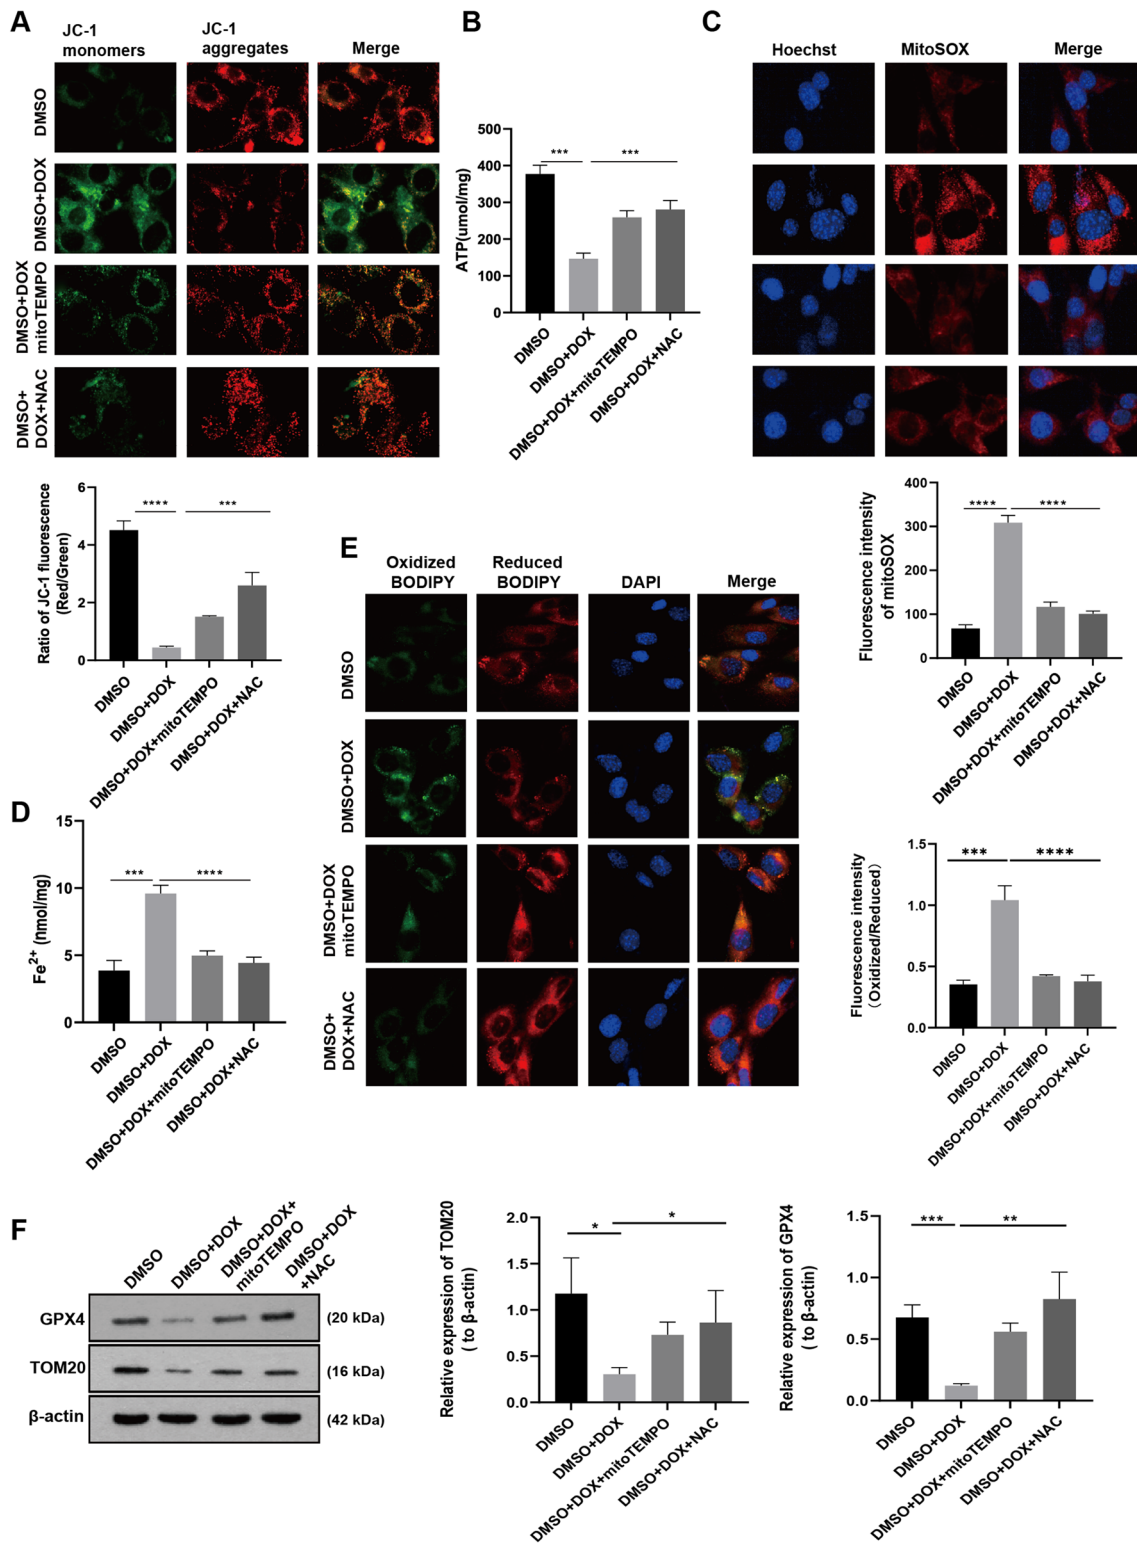 A
JC-1
monomers
JC-1
aggregates
Merge
DMSO
DMSO+DOX
DMSO+DOX
mitoTEMPO
DMSO+
DOX+NAC
Ratio of JC-1 fluorescence
(Red/Green)
6
4
2
0
****
***
DMSO
DMSO+DOX
DMSO+DOX+mitoTEMPO
DMSO+DOX+NAC
B
ATP(umol/mg)
500
400
300
200
100
0
***
***
DMSO
DMSO+DOX
DMSO+DOX+mitoTEMPO
DMSO+DOX+NAC
C
Hoechst
MitoSOX
Merge
Fluorescence intensity
of mitoSOX
400
300
200
100
0
****
****
DMSO
DMSO+DOX
DMSO+DOX+mitoTEMPO
DMSO+DOX+NAC
D
Fe2+ (nmol/mg)
15
10
5
0
***
****
DMSO
DMSO+DOX
DMSO+DOX+mitoTEMPO
DMSO+DOX+NAC
E
Oxidized
BODIPY
Reduced
BODIPY
DAPI
Merge
DMSO
DMSO+DOX
DMSO+DOX
mitoTEMPO
DMSO+
DOX+NAC
Fluorescence intensity
(Oxidized/Reduced)
1.5
1.0
0.5
0.0
***
****
DMSO
DMSO+DOX
DMSO+DOX+mitoTEMPO
DMSO+DOX+NAC
F
DMSO
DMSO+DOX
DMSO+DOX+
mitoTEMPO
DMSO+DOX
+NAC
GPX4
(20 kDa)
TOM20
(16 kDa)
β-actin
(42 kDa)
Relative expression of TOM20
( to β-actin)
2.0
1.5
1.0
0.5
0.0
*
*
DMSO
DMSO+DOX
DMSO+DOX+mitoTEMPO
DMSO+DOX+NAC
Relative expression of GPX4
( to β-actin)
1.5
1.0
0.5
0.0
***
**
DMSO
DMSO+DOX
DMSO+DOX+mitoTEMPO
DMSO+DOX+NAC